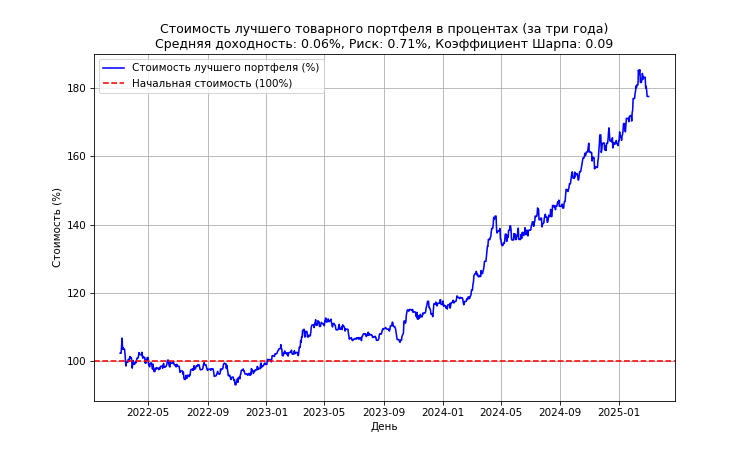 Стоимость лучшего товарного портфеля в процентах (за три года)
Средняя доходность: 0.06%, Риск: 0.71%, Коэффициент Шарпа: 0.09
Стоимость лучшего портфеля (%)
Начальная стоимость (100%)
Стоимость (%)
180
160
140
120
100
2022-05 2022-09 2023-01 2023-05 2023-09 2024-01 2024-05 2024-09 2025-01
День